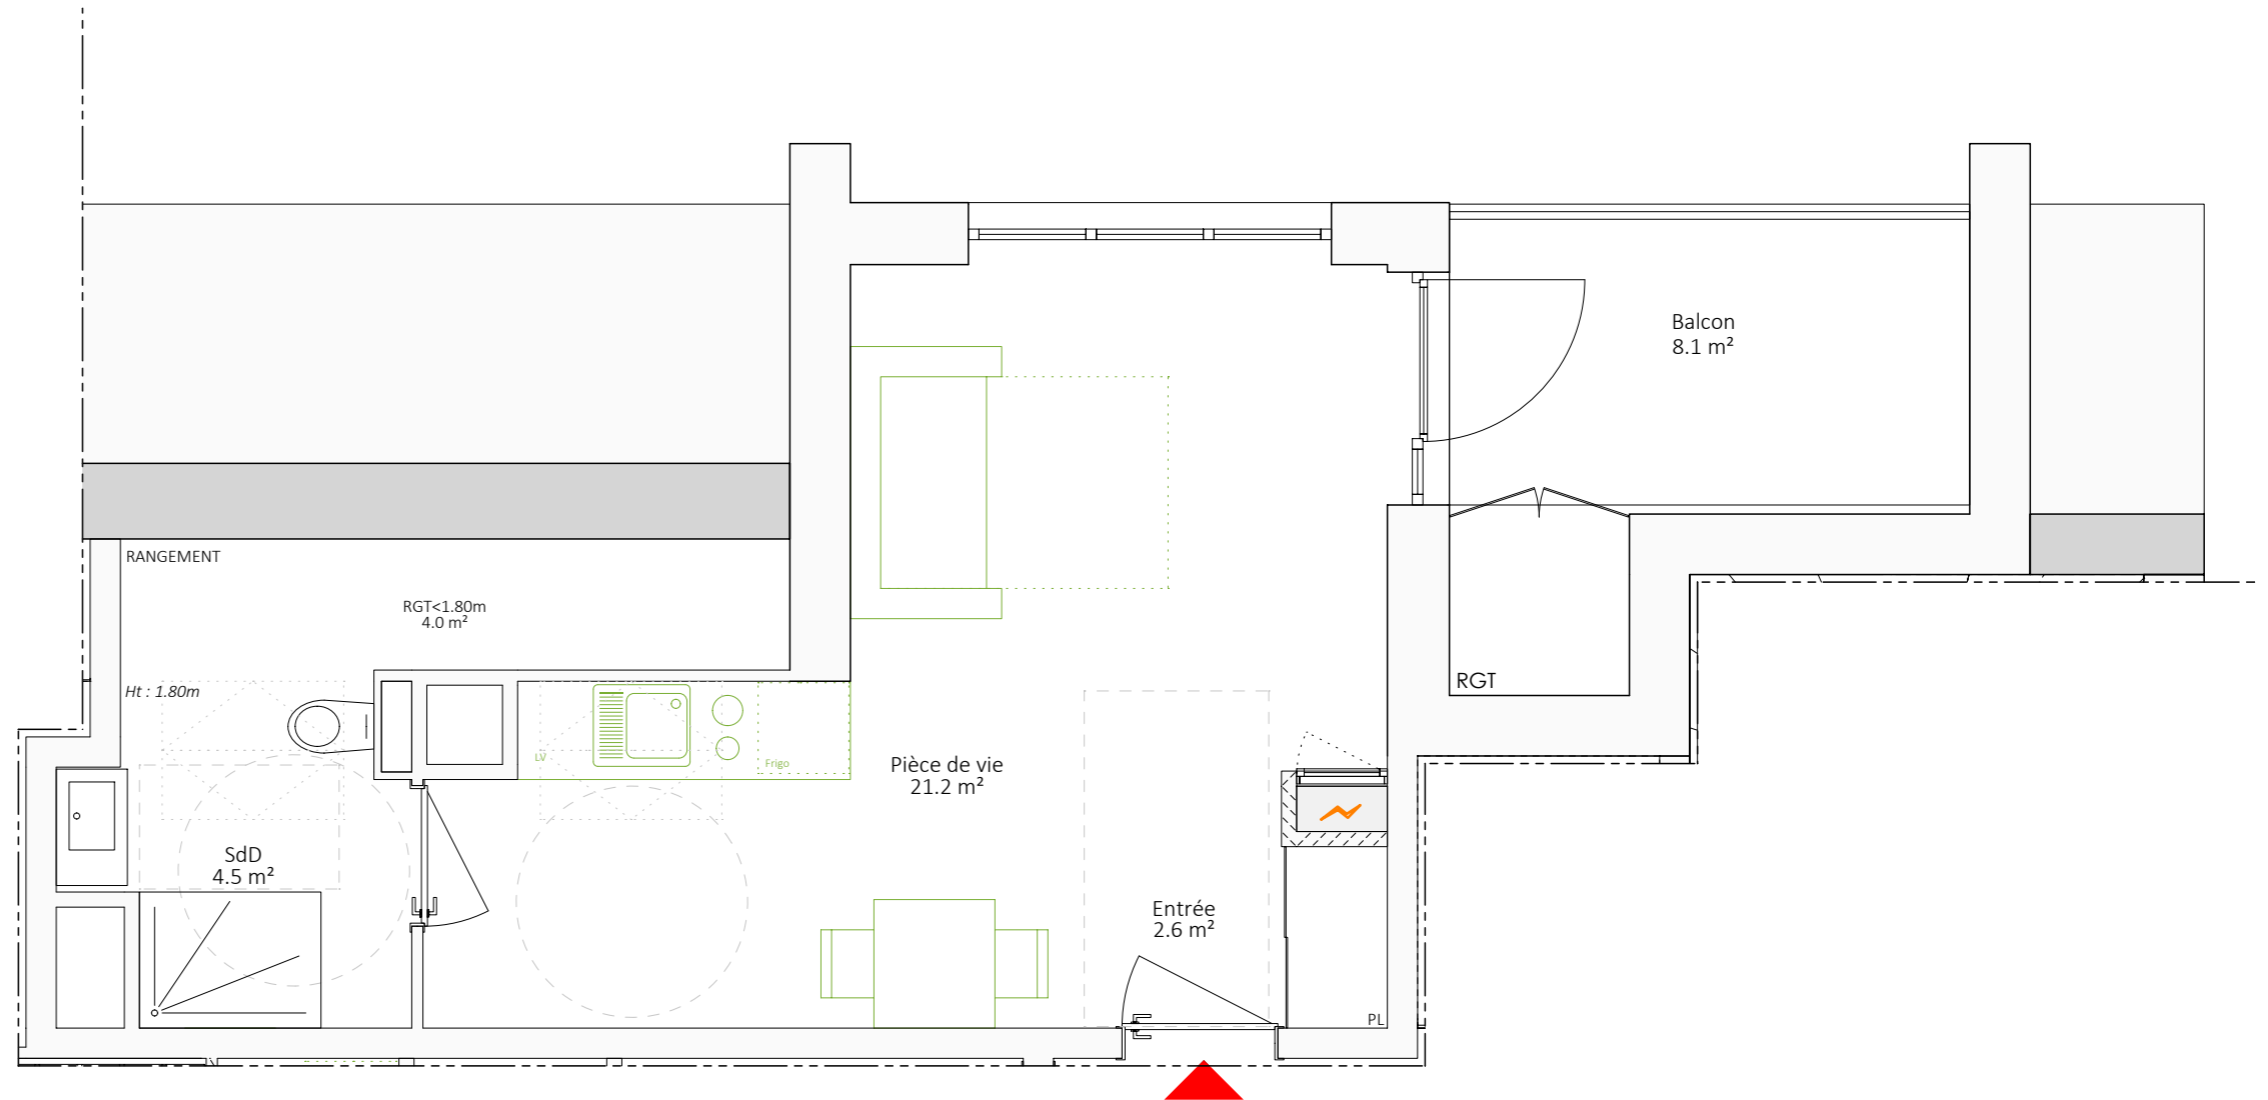 Balcon
8.1 m²
RANGEMENT
RGT<1.80m
4.0 m²
Ht : 1.80m
RGT
LV
Frigo
Pièce de vie
21.2 m²
SdD
4.5 m²
Entrée
2.6 m²
PL